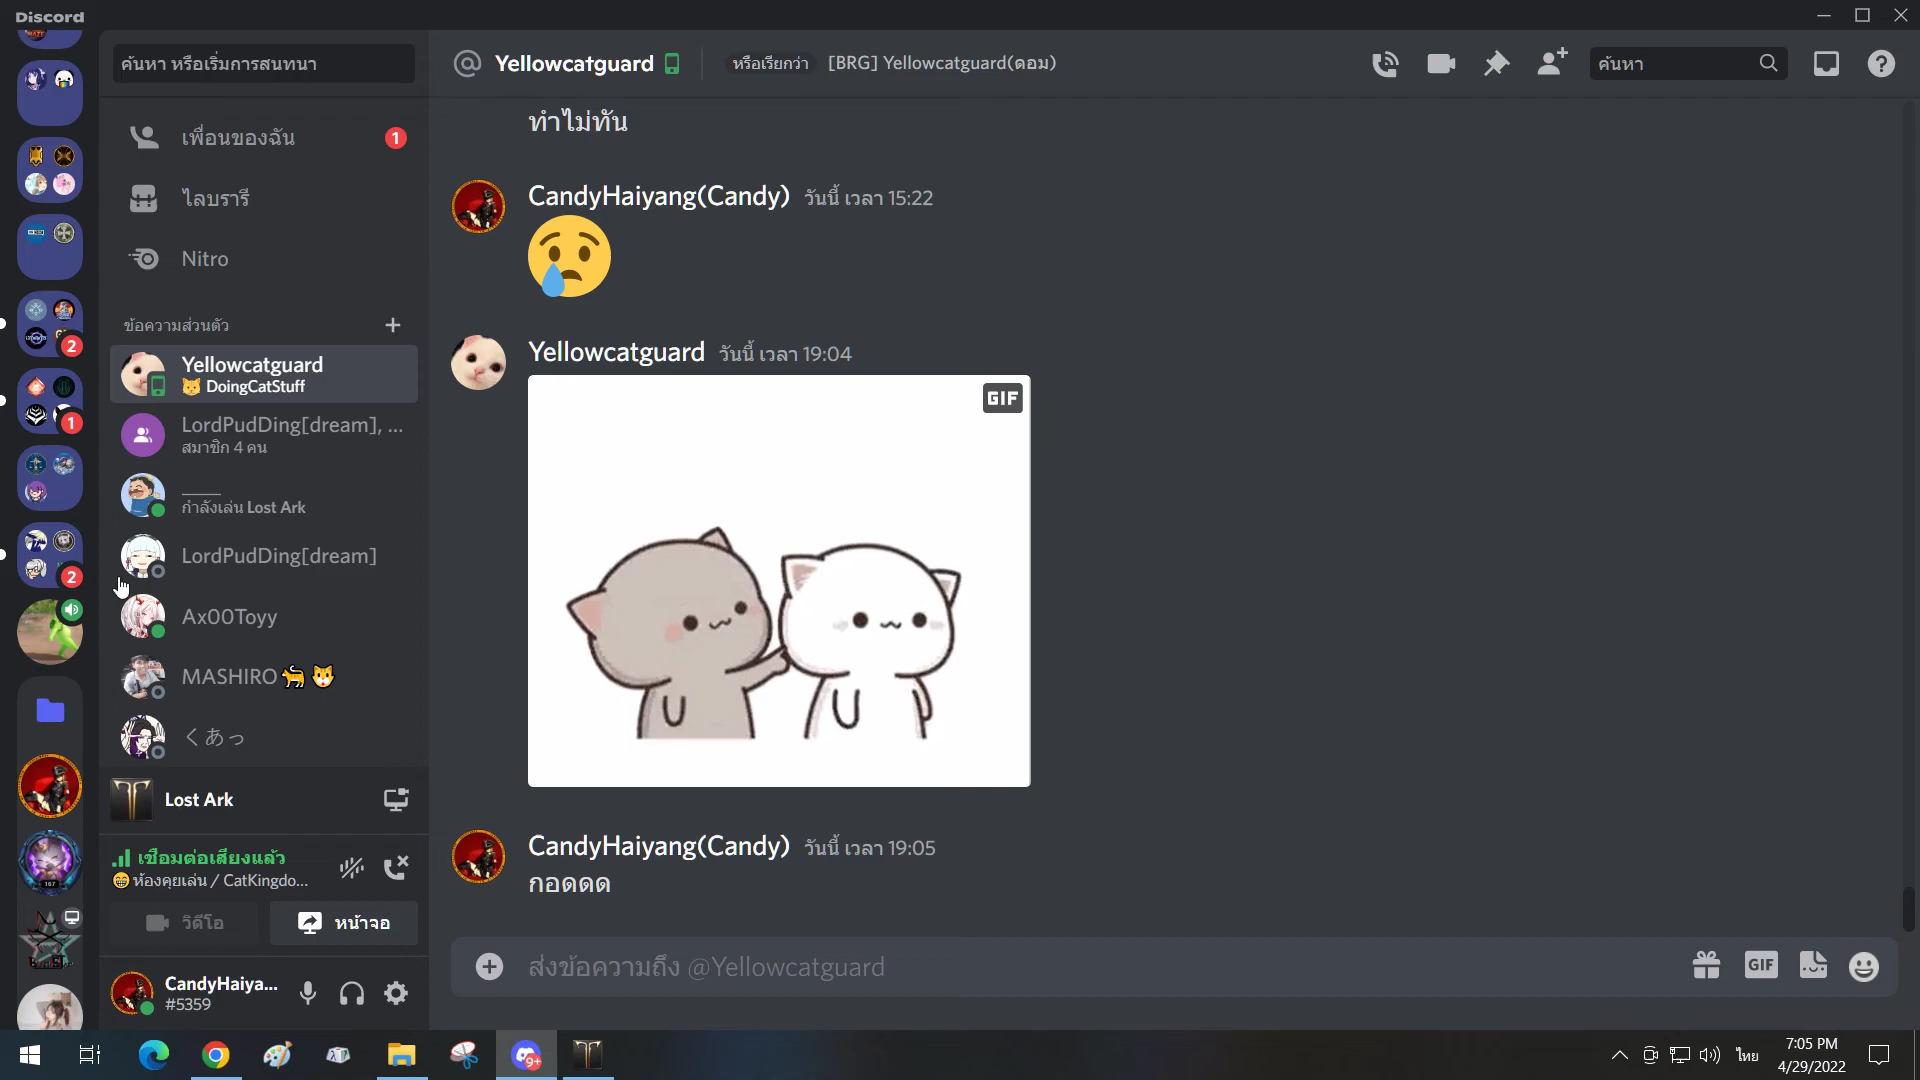 Discord
ค้นหา หรือเริ่มการสนทนา
เพื่อนของฉัน
1
ไลบรารี
Nitro
ข้อความส่วนตัว
Yellowcatguard
DoingCatStuff
LordPudDing[dream], ...
สมาชิก 4 คน
____
กำลังเล่น Lost Ark
LordPudDing[dream]
Ax00Toyy
MASHIRO
くあっ
2
1
2
Lost Ark
เชื่อมต่อเสียงแล้ว
ห้องคุยเล่น / CatKingdo...
วิดีโอ
หน้าจอ
CandyHaiya...
#5359
Yellowcatguard
หรือเรียกว่า
[BRG] Yellowcatguard(ดอม)
ค้นหา
ทำไม่ทัน
CandyHaiyang(Candy) วันนี้ เวลา 15:22
Yellowcatguard วันนี้ เวลา 19:04
GIF
CandyHaiyang(Candy) วันนี้ เวลา 19:05
กอดดด
ส่งข้อความถึง @Yellowcatguard
GIF
9+
ไทย
7:05 PM
4/29/2022